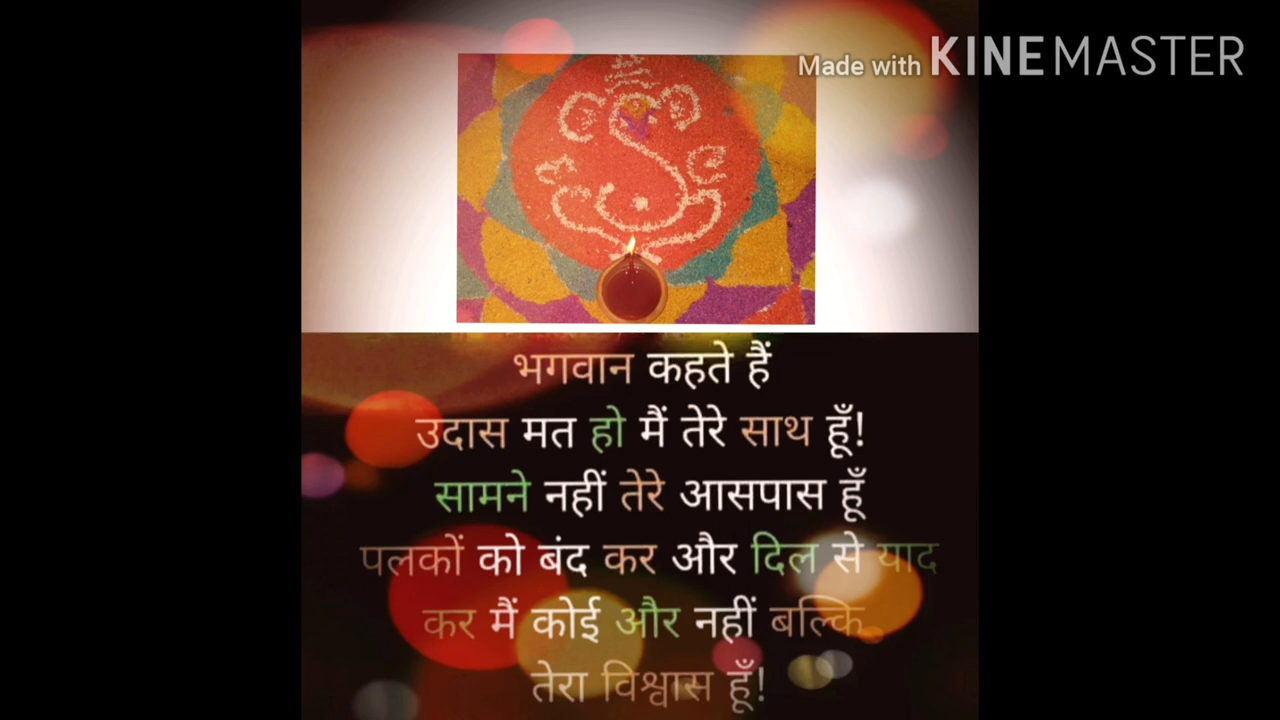 Made with KINEMASTER
भगवान कहते हैं
उदास मत हो मैं तेरे साथ हूँ!
सामने नहीं तेरे आसपास हूँ
पलकों को बंद कर और दिल से याद
कर मैं कोई और नहीं बल्कि
तेरा विश्वास हूँ!